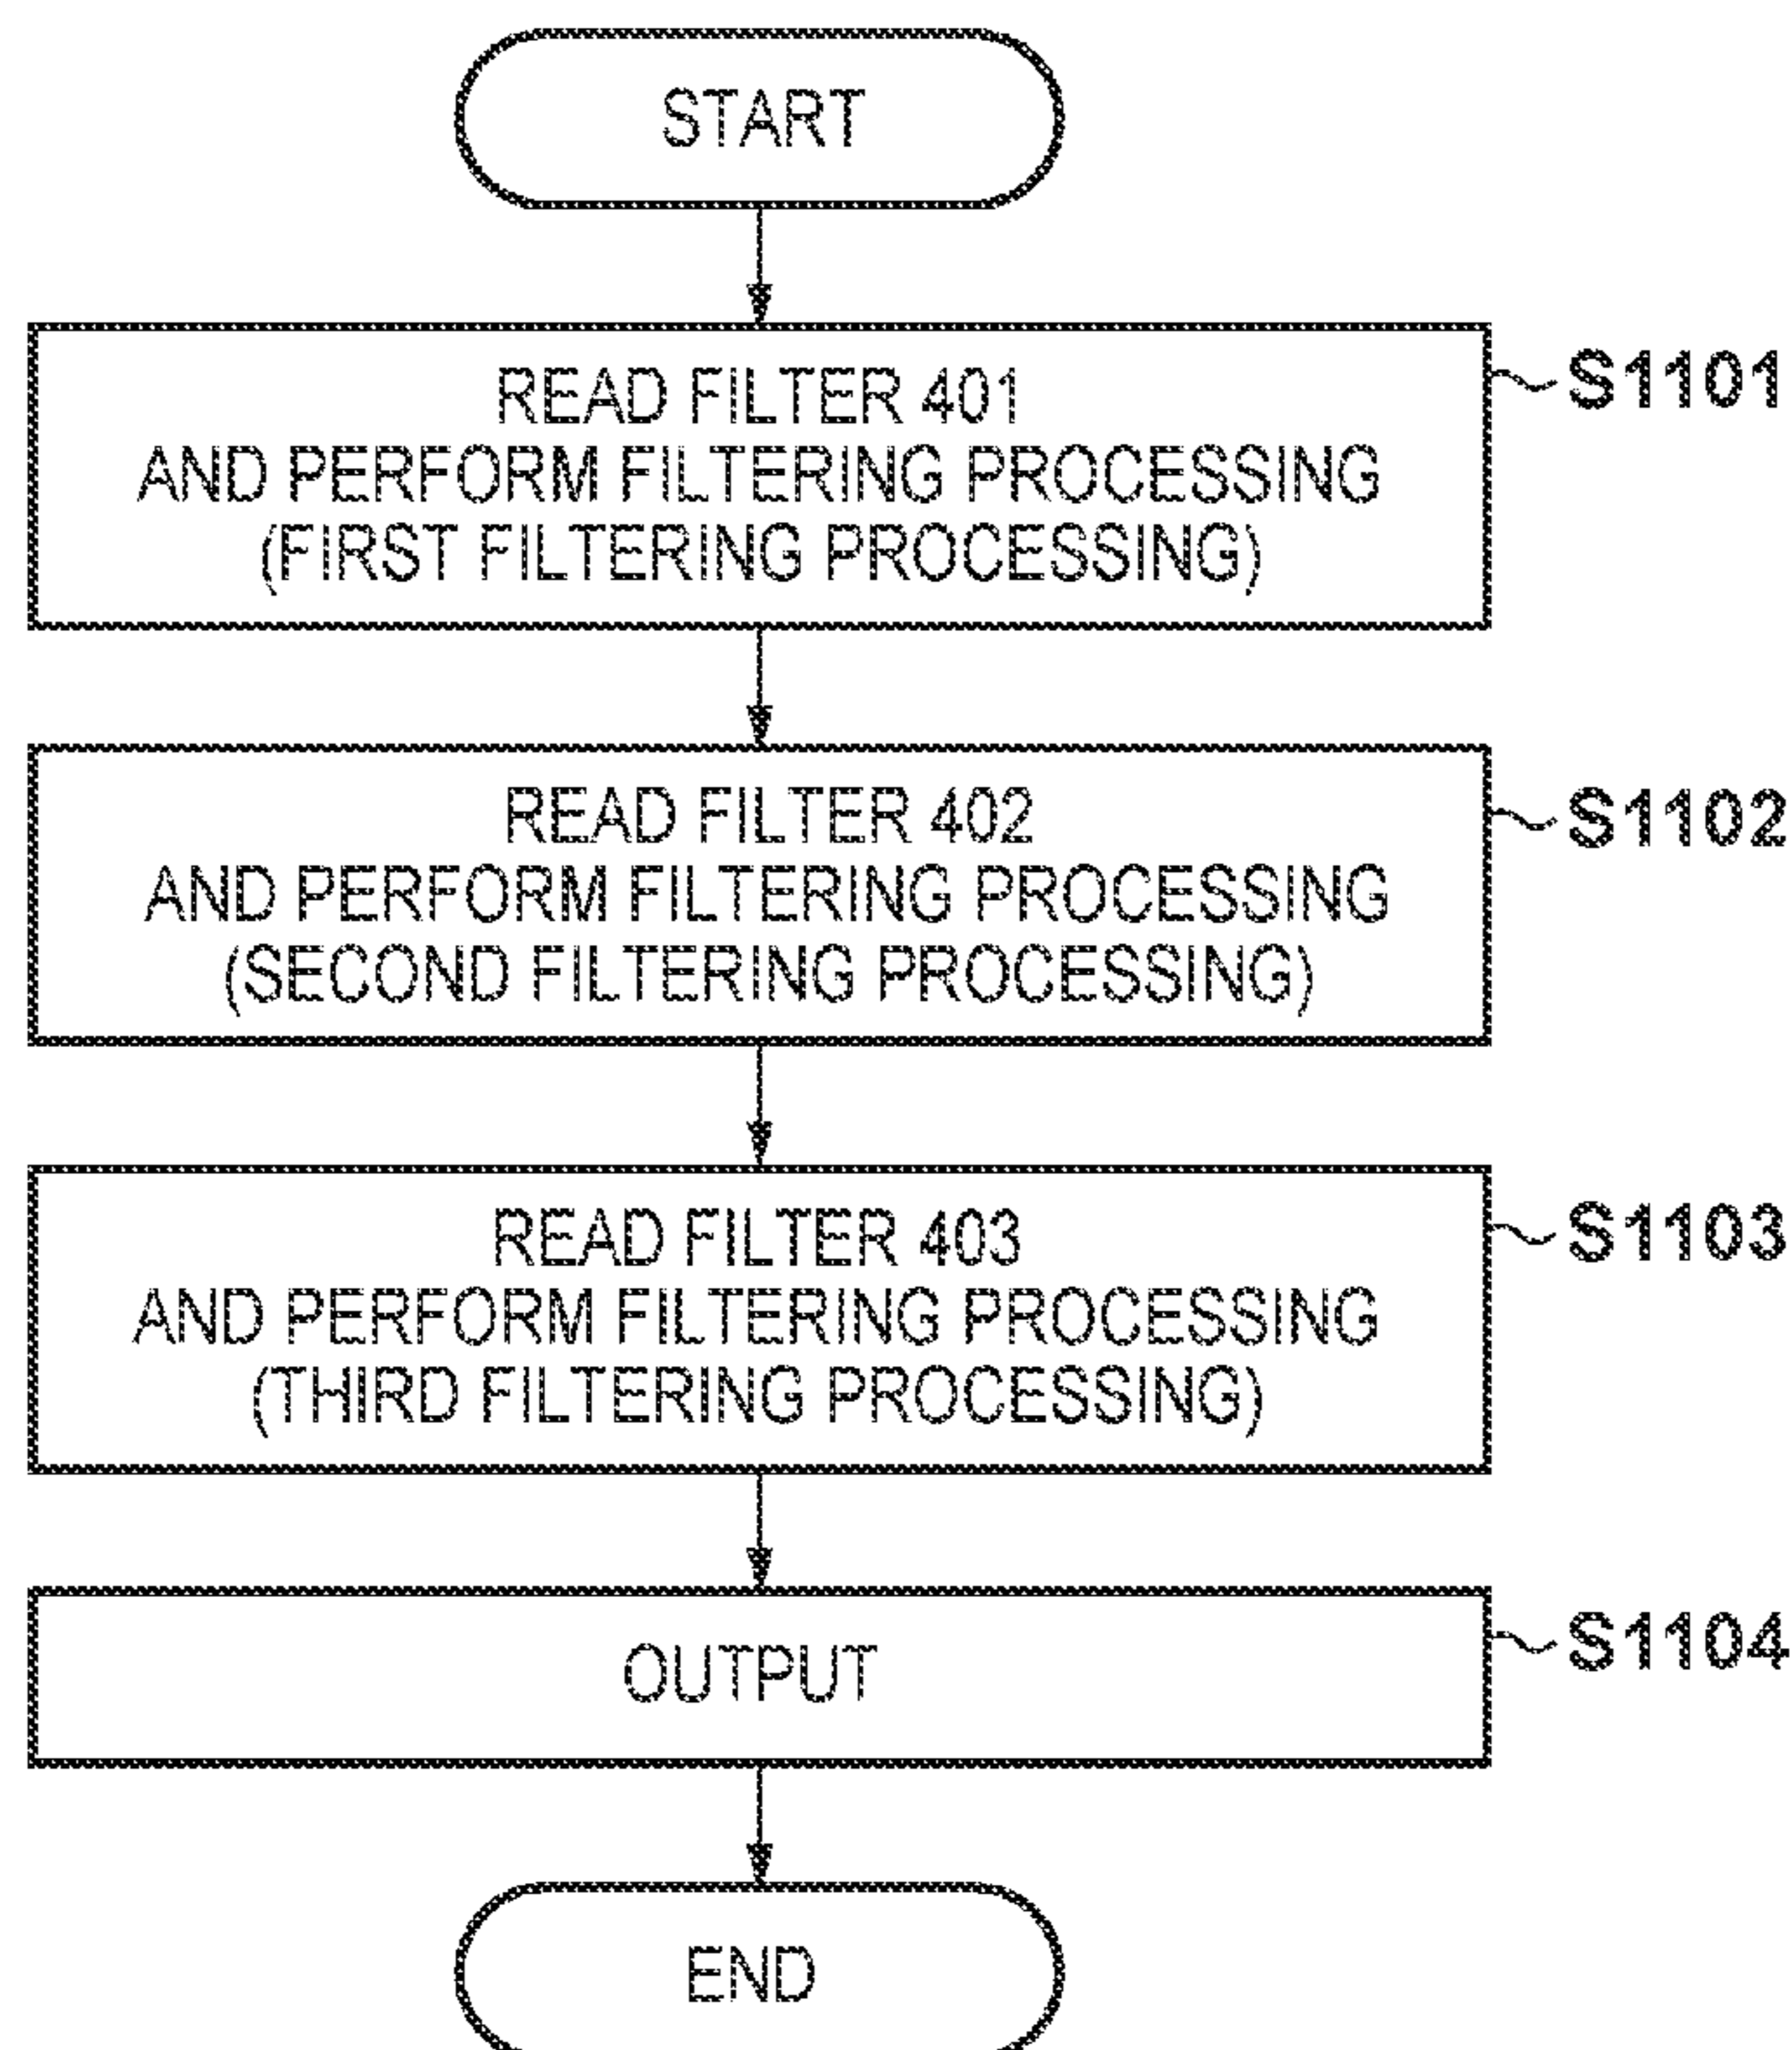 START
READ FILTER 401
AND PERFORM FILTERING PROCESSING
(FIRST FILTERING PROCESSING)
S1101
READ FILTER 402
AND PERFORM FILTERING PROCESSING
(SECOND FILTERING PROCESSING)
S1102
READ FILTER 403
AND PERFORM FILTERING PROCESSING
(THIRD FILTERING PROCESSING)
S1103
OUTPUT
S1104
END